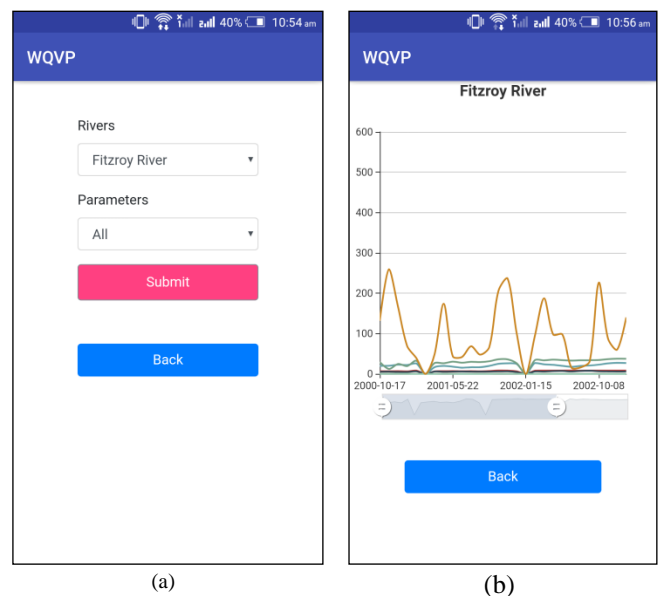 40% 10:54 am
WQVP
Rivers
Fitzroy River
Parameters
All
Submit
Back
(a)
40% 10:56 am
WQVP
Fitzroy River
600
500
400
300
200
100
0
2000-10-17 2001-05-22 2002-01-15 2002-10-08
Back
(b)